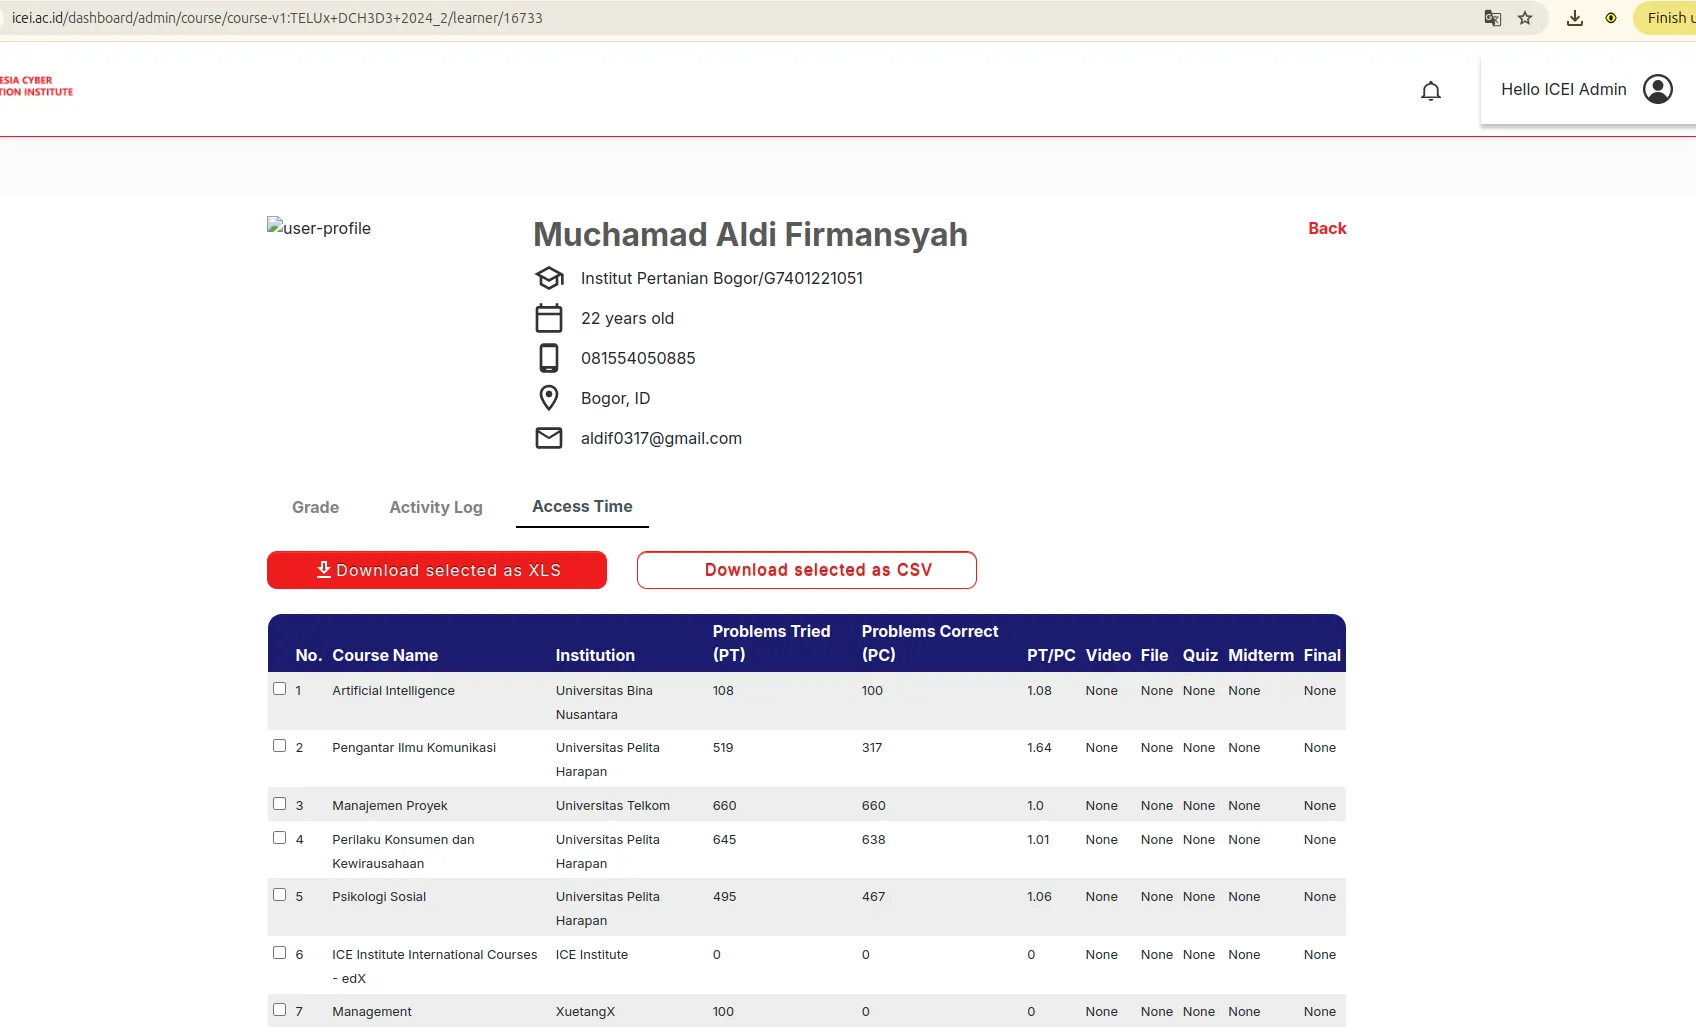 icei.ac.id/dashboard/admin/course/course-v1:TELUx+DCH3D3+2024_2/learner/16733
Finish u
ESIA CYBER
TION INSTITUTE
Hello ICEI Admin
user-profile
Muchamad Aldi Firmansyah
Back
Institut Pertanian Bogor/G7401221051
22 years old
081554050885
Bogor, ID
aldif0317@gmail.com
Grade Activity Log Access Time
Download selected as XLS Download selected as CSV
No. Course Name Institution Problems Tried (PT) Problems Correct (PC) PT/PC Video File Quiz Midterm Final
1 Artificial Intelligence Universitas Bina Nusantara 108 100 1.08 None None None None None
2 Pengantar Ilmu Komunikasi Universitas Pelita Harapan 519 317 1.64 None None None None None
3 Manajemen Proyek Universitas Telkom 660 660 1.0 None None None None None
4 Perilaku Konsumen dan Kewirausahaan Universitas Pelita Harapan 645 638 1.01 None None None None None
5 Psikologi Sosial Universitas Pelita Harapan 495 467 1.06 None None None None None
6 ICE Institute International Courses - edX ICE Institute 0 0 0 None None None None None
7 Management XuetangX 100 0 0 None None None None None